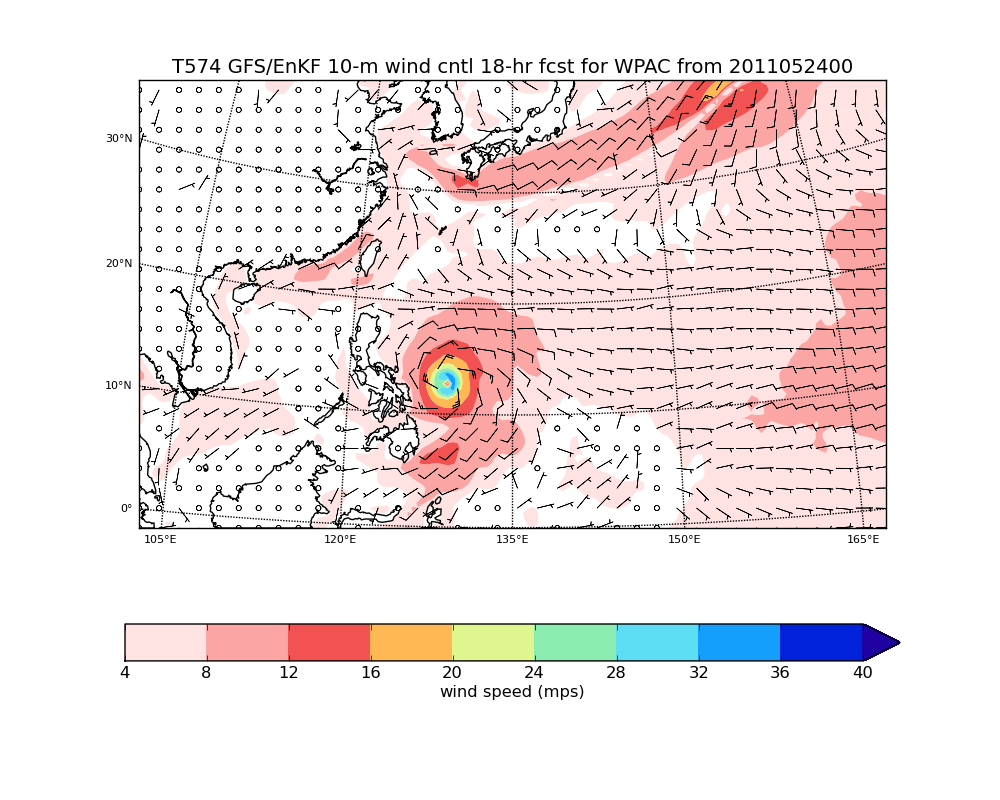 T574 GFS/EnKF 10-m wind cntl 18-hr fcst for WPAC from 2011052400
30°N
20°N
10°N
0°
105°E 120°E 135°E 150°E 165°E
4 8 12 16 20 24 28 32 36 40
wind speed (mps)